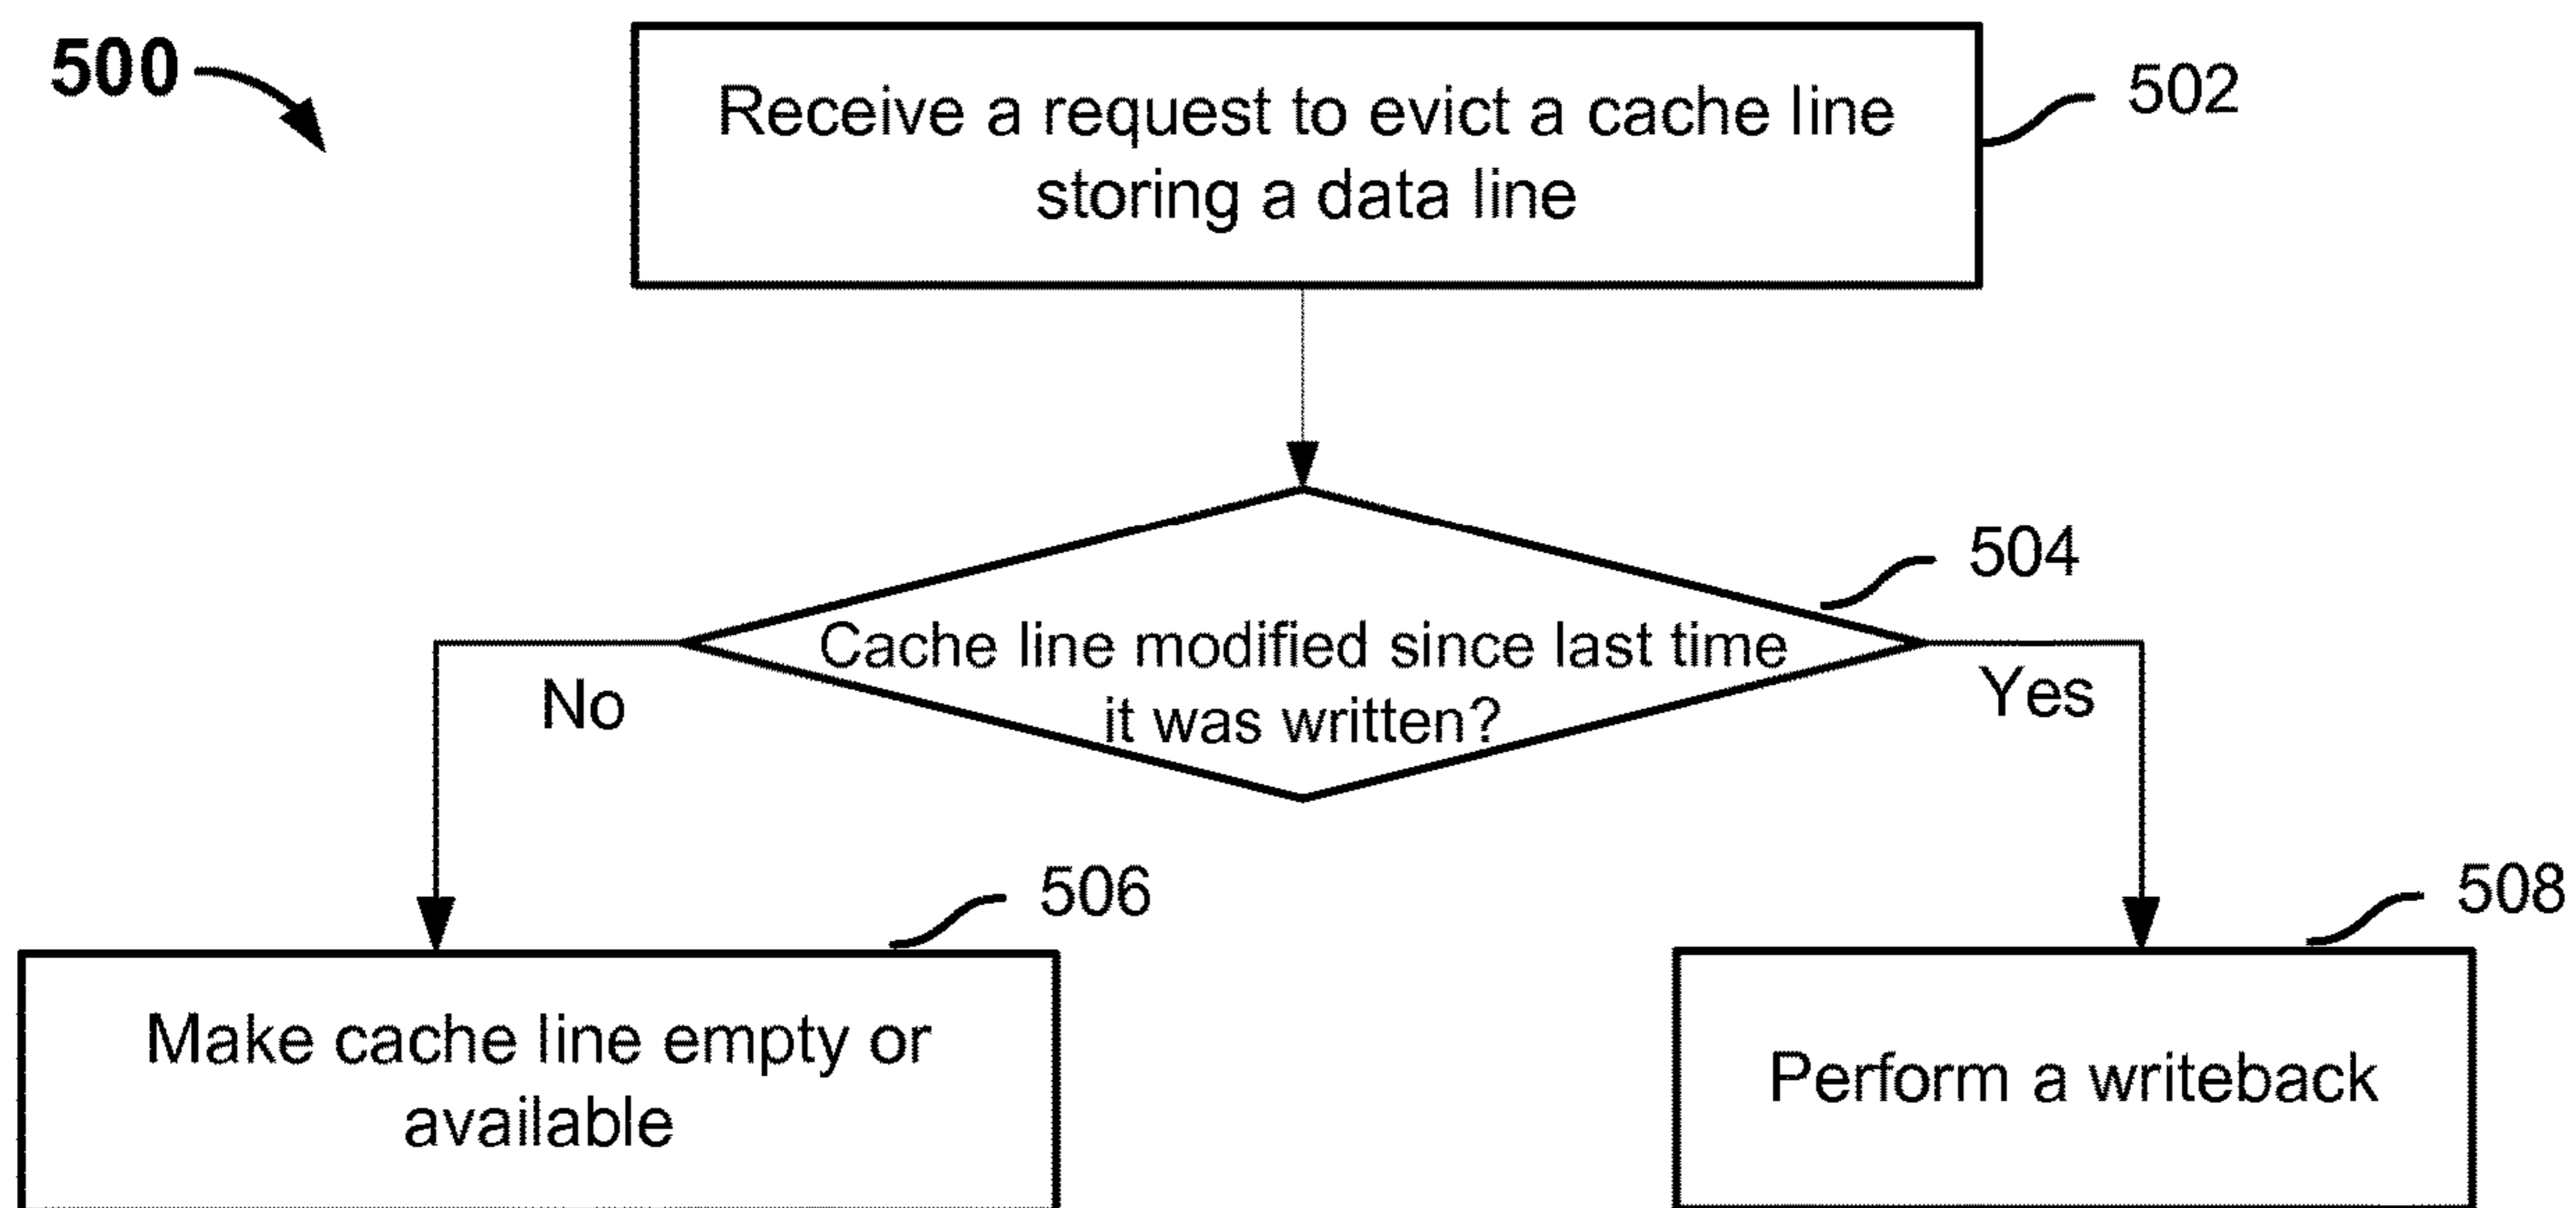 500
Receive a request to evict a cache line
storing a data line
502
504
Cache line modified since last time
it was written?
No
Yes
506
508
Make cache line empty or
available
Perform a writeback